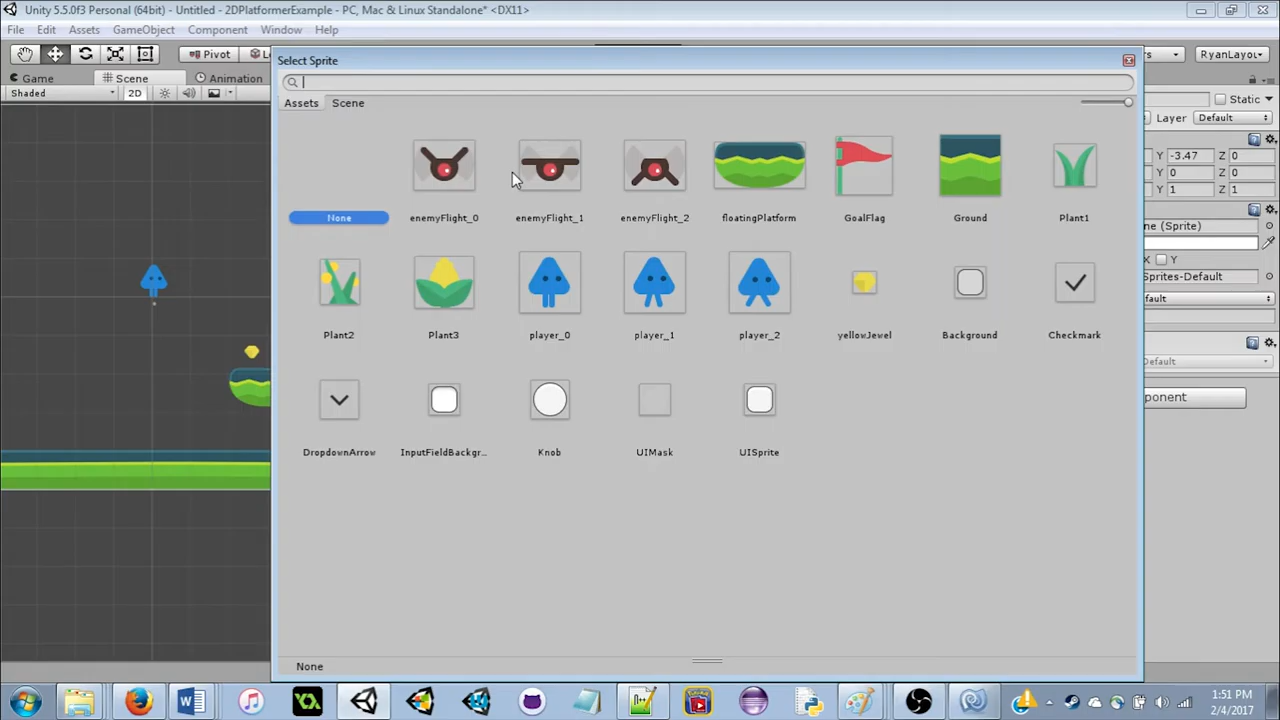 Unity 5.5.0f3 Personal (64bit) - Untitled - 2DPlatformerExample - PC, Mac & Linux Standalone* <DX11>
File Edit Assets GameObject Component Window Help
Pivot
RyanLayou
Game Scene Animation
Shaded 2D
Select Sprite
Assets Scene
Static
Layer Default
Y -3.47 Z 0
Y 0 Z 0
Y 1 Z 1
None enemyFlight_0 enemyFlight_1 enemyFlight_2 floatingPlatform GoalFlag Ground Plant1
(Sprite)
Y
Sprites-Default
Plant2 Plant3 player_0 player_1 player_2 yellowJewel Background Checkmark
Default
DropdownArrow InputFieldBackgr... Knob UIMask UISprite
None
1:51 PM
2/4/2017